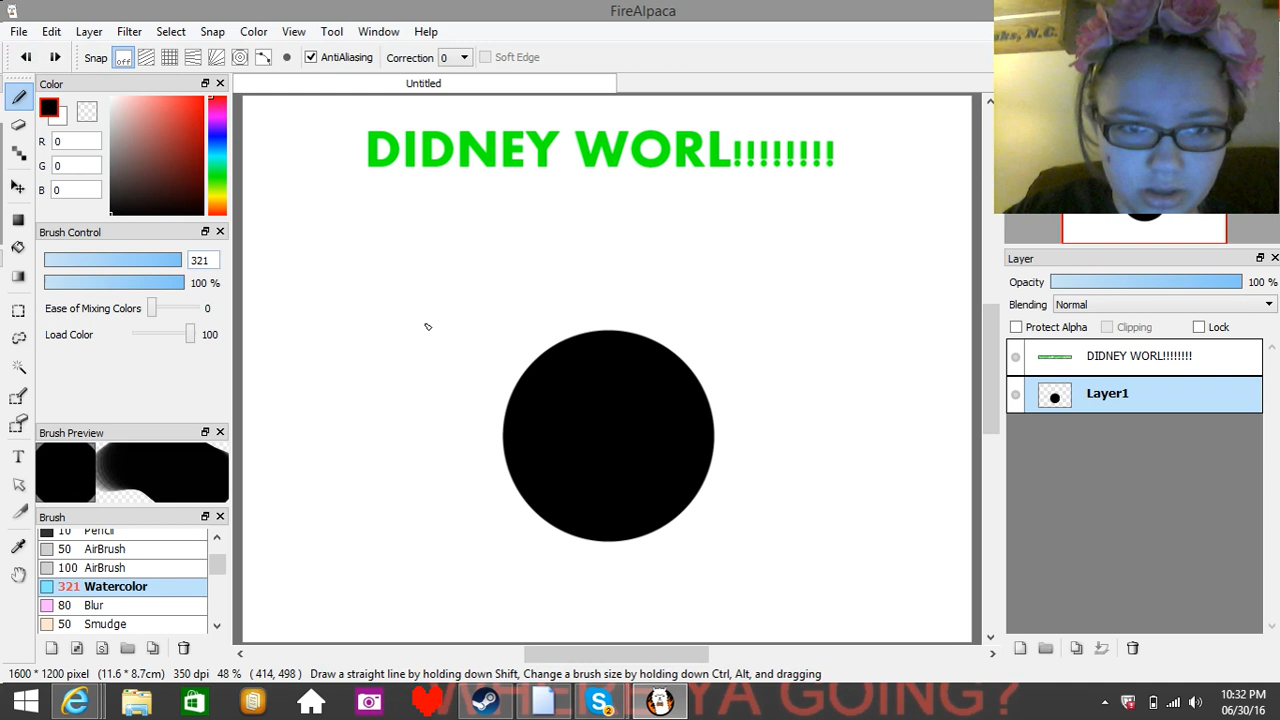 FireAlpaca
File Edit Layer Filter Select Snap Color View Tool Window Help
Snap off AntiAliasing Correction 0 Soft Edge
Color
Untitled
R 0
G 0
B 0
DIDNEY WORL!!!!!!!!
Brush Control
321
100 %
Ease of Mixing Colors 0
Load Color 100
Brush Preview
Brush
10 Pencil
50 AirBrush
100 AirBrush
321 Watercolor
80 Blur
50 Smudge
Layer
Opacity 100 %
Blending Normal
Protect Alpha Clipping Lock
DIDNEY WORL!!!!!!!!
Layer1
1600 * 1200 pixel (11.6 * 8.7cm) 350 dpi 48 % ( 414, 498 ) Draw a straight line by holding down Shift, Change a brush size by holding down Ctrl, Alt, and dragging
YA GOING?
2
10:32 PM
06/30/16